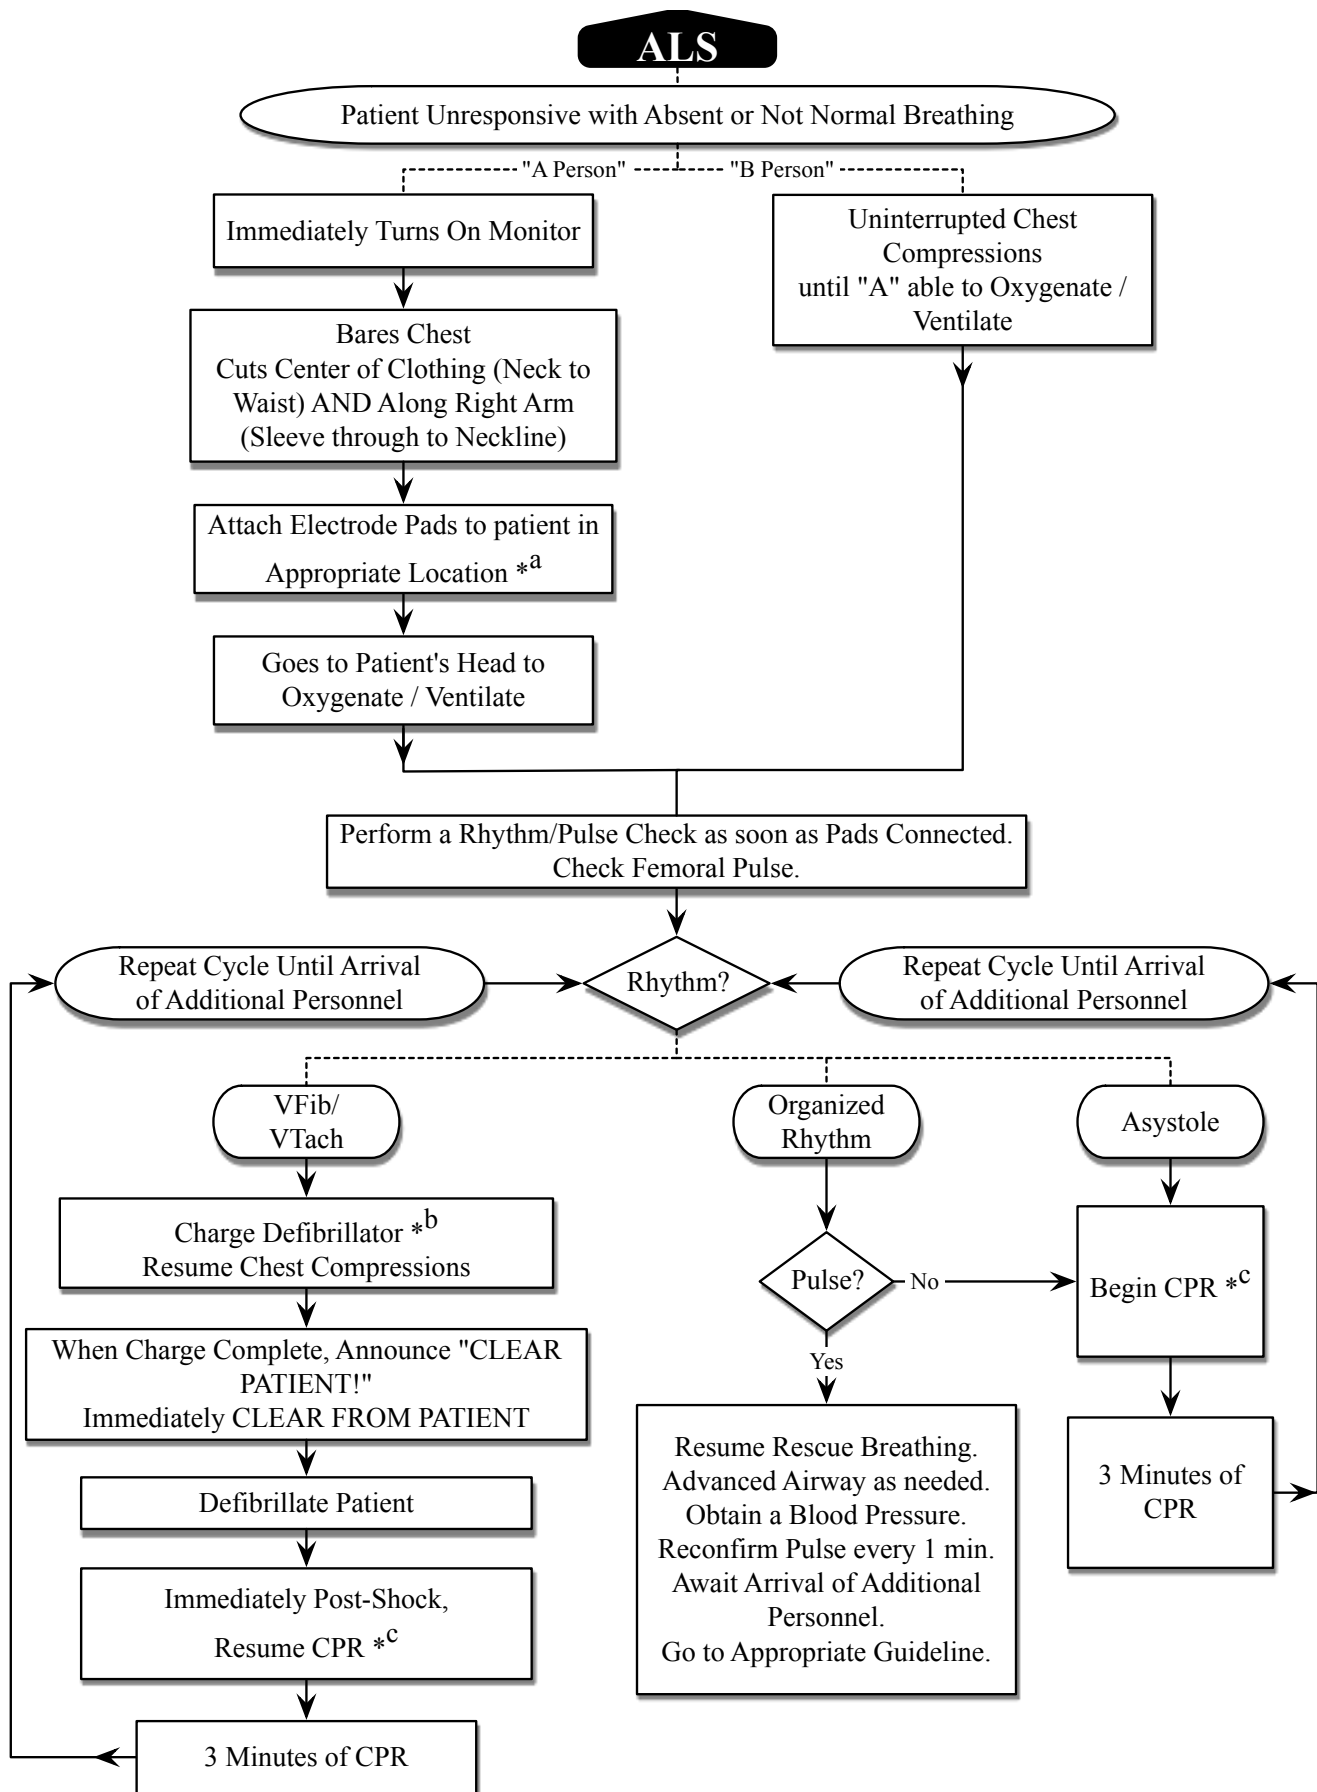 ALS
Patient Unresponsive with Absent or Not Normal Breathing
"A Person"
"B Person"
Immediately Turns On Monitor
Uninterrupted Chest
Compressions
until "A" able to Oxygenate /
Ventilate
Bares Chest
Cuts Center of Clothing (Neck to
Waist) AND Along Right Arm
(Sleeve through to Neckline)
Attach Electrode Pads to patient in
Appropriate Location *a
Goes to Patient's Head to
Oxygenate / Ventilate
Perform a Rhythm/Pulse Check as soon as Pads Connected.
Check Femoral Pulse.
Repeat Cycle Until Arrival
of Additional Personnel
Rhythm?
Repeat Cycle Until Arrival
of Additional Personnel
VFib/
VTach
Organized
Rhythm
Asystole
Charge Defibrillator *b
Resume Chest Compressions
Pulse?
No
Begin CPR *c
When Charge Complete, Announce "CLEAR
PATIENT!"
Immediately CLEAR FROM PATIENT
Yes
Defibrillate Patient
Resume Rescue Breathing.
Advanced Airway as needed.
Obtain a Blood Pressure.
Reconfirm Pulse every 1 min.
Await Arrival of Additional
Personnel.
Go to Appropriate Guideline.
3 Minutes of
CPR
Immediately Post-Shock,
Resume CPR *c
3 Minutes of CPR